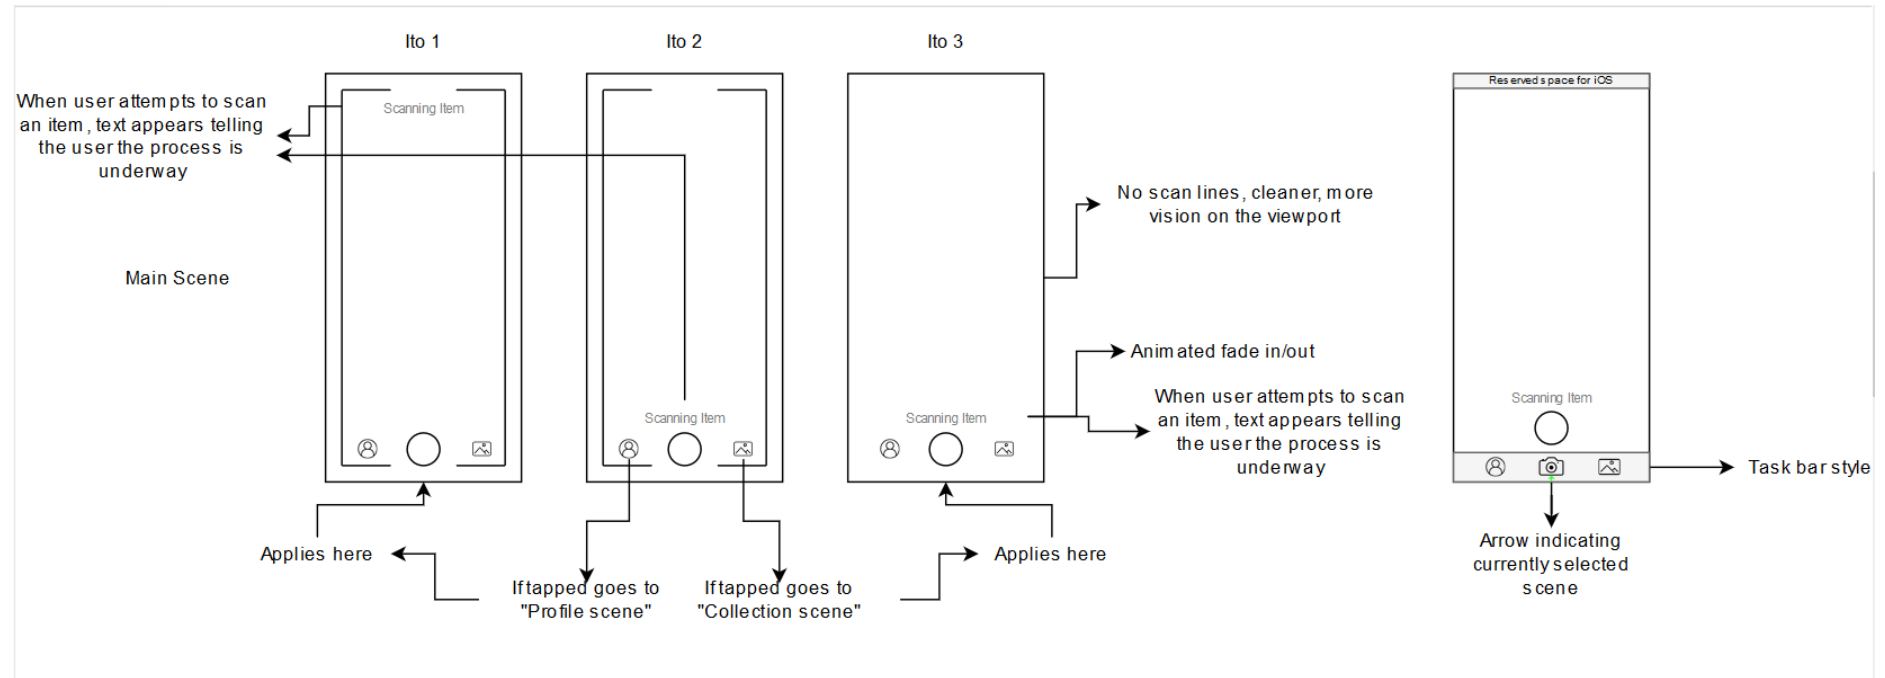 Ito 1
Ito 2
Ito 3
Reserved space for iOS
When user attempts to scan
an item, text appears telling
the user the process is
underway
Scanning Item
No scan lines, cleaner, more
vision on the viewport
Main Scene
Animated fade in/out
When user attempts to scan
an item, text appears telling
the user the process is
underway
Scanning Item
Scanning Item
Scanning Item
Task bar style
Applies here
Applies here
Arrow indicating
currently selected
scene
If tapped goes to
"Profile scene"
If tapped goes to
"Collection scene"